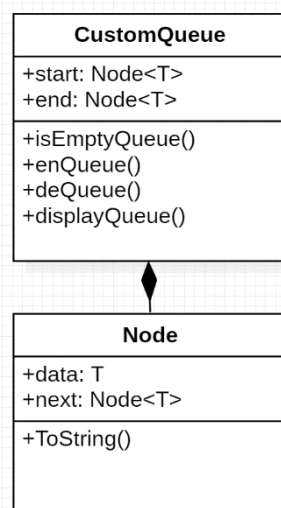 CustomQueue
+start: Node<T>
+end: Node<T>
+isEmptyQueue()
+enQueue()
+deQueue()
+displayQueue()
Node
+data: T
+next: Node<T>
+ToString()